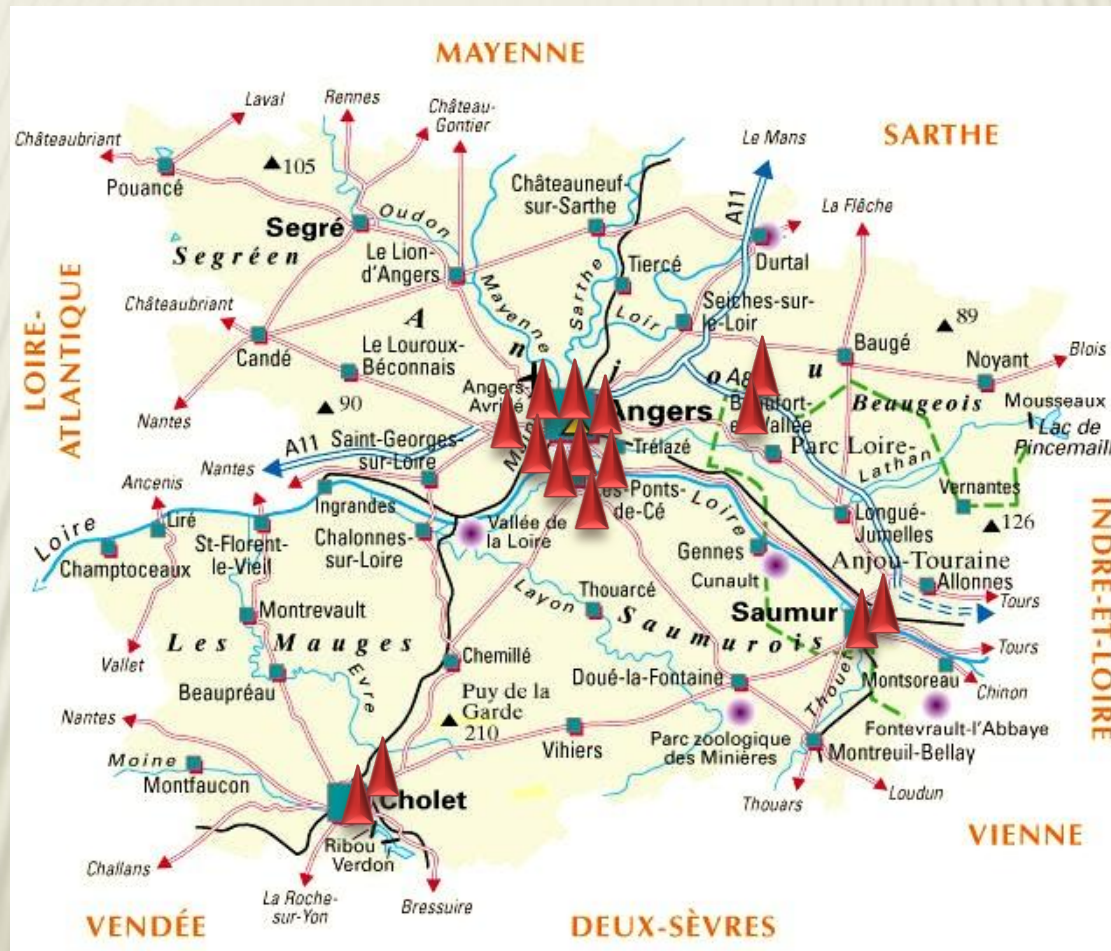 MAYENNE
Laval
Rennes
Château-
Gontier
Châteaubriant
SARTHE
Le Mans
105
Pouancé
Châteauneuf-
sur-Sarthe
A11
La Flêche
Segré
Oudon
Segréen
Le Lion-
d'Angers
Tiercé
Durtal
LOIRE-
ATLANTIQUE
Châteaubriant
Mayenne
Sarthe
Loir
Seiches-sur-
le-Loir
89
A
n
j
o
u
Candé
Le Louroux-
Béconnais
Baugé
Noyant
Blois
Angers-
Avrillé
Angers
Beaugeois
Mousseaux
Lac de
Pincemaill
Nantes
90
A11
Saint-Georges-
sur-Loire
Trélazé
Parc Loire-
Anjou-Touraine
Lathan
Nantes
Ancenis
Ingrandes
Vernantes
Loire
Liré
Vallée de
la Loire
Loire
Longué-
Jumelles
126
Champtoceaux
St-Florent-
le-Vieil
Chalonnes-
sur-Loire
Gennes
Cunault
INDRE-ET-LOIRE
Allonnes
Tours
Thouarcé
Layon
Montrevault
Saumur
Saumurois
Les Mauges
Tours
Vallet
Chemillé
Doué-la-Fontaine
Thouet
Montsoreau
Chinon
Beaupréau
Evre
Nantes
Puy de la
Garde
210
Fontevrault-l'Abbaye
Vihiers
Parc zoologique
des Minières
Montreuil-Bellay
Moine
Montfaucon
Cholet
Thouars
Loudun
VIENNE
Ribou
Verdon
Challans
La Roche-
sur-Yon
Bressuire
VENDÉE
DEUX-SÈVRES